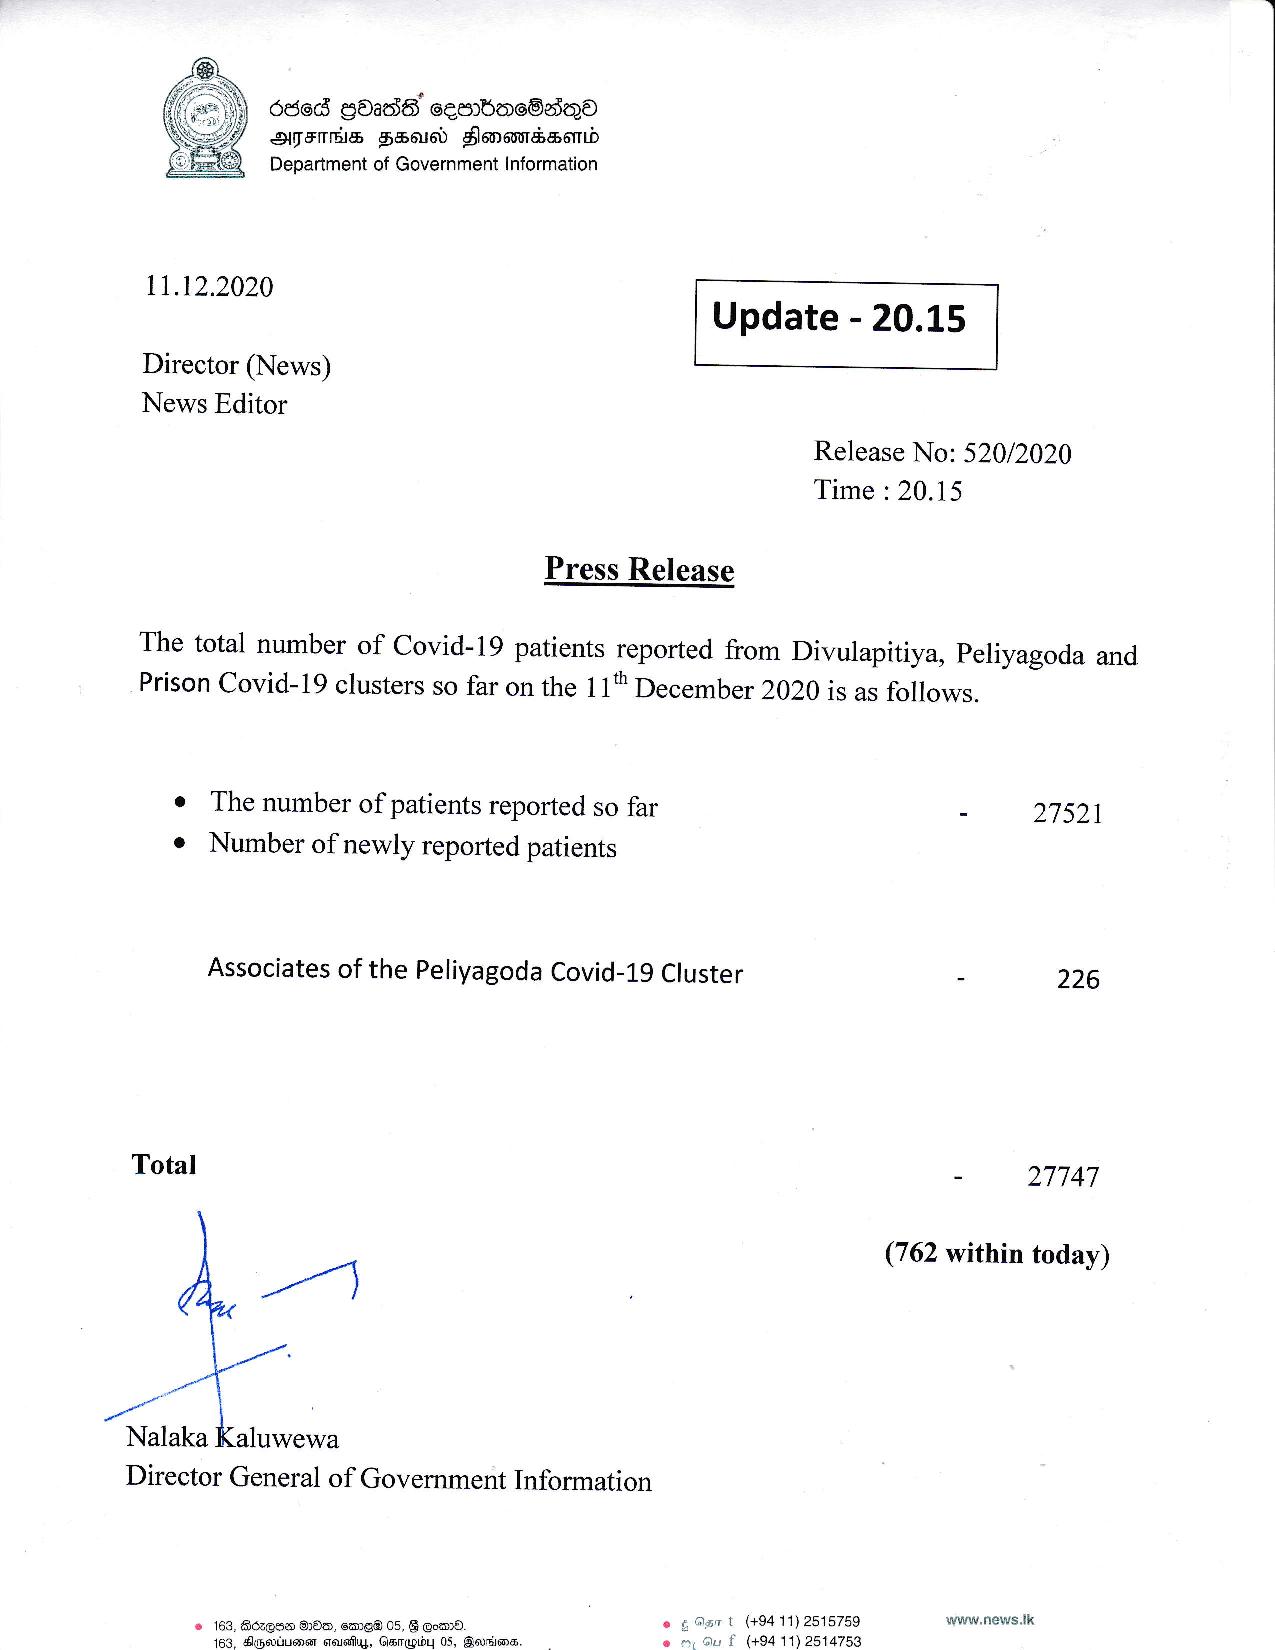 රජයේ ප්‍රවෘත්ති දෙපාර්තමේන්තුව
அரசாங்க தகவல் திணைக்களம்
Department of Government Information
11.12.2020
Update - 20.15
Director (News)
News Editor
Release No: 520/2020
Time : 20.15
Press Release
The total number of Covid-19 patients reported from Divulapitiya, Peliyagoda and
Prison Covid-19 clusters so far on the 11th December 2020 is as follows.
• The number of patients reported so far - 27521
• Number of newly reported patients
Associates of the Peliyagoda Covid-19 Cluster - 226
Total - 27747
(762 within today)
Nalaka Kaluwewa
Director General of Government Information
• 163, කිරුලපන මාවත, කොළඹ 05, ශ්‍රී ලංකාව.
163, கிருலப்பனை எவனியூ, கொழும்பு 05, இலங்கை.
(+94 11) 2515759
(+94 11) 2514753
www.news.lk